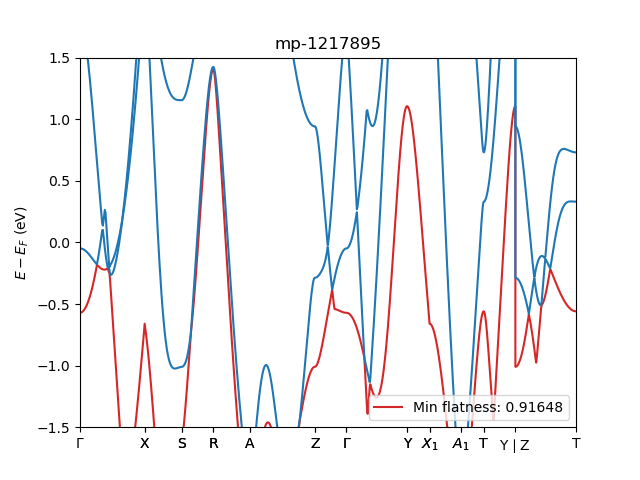 mp-1217895
E − E_F (eV)
1.5
1.0
0.5
0.0
−0.5
−1.0
−1.5
Min flatness: 0.91648
Γ X S R A Z Γ Y X₁ A₁ T Y | Z T